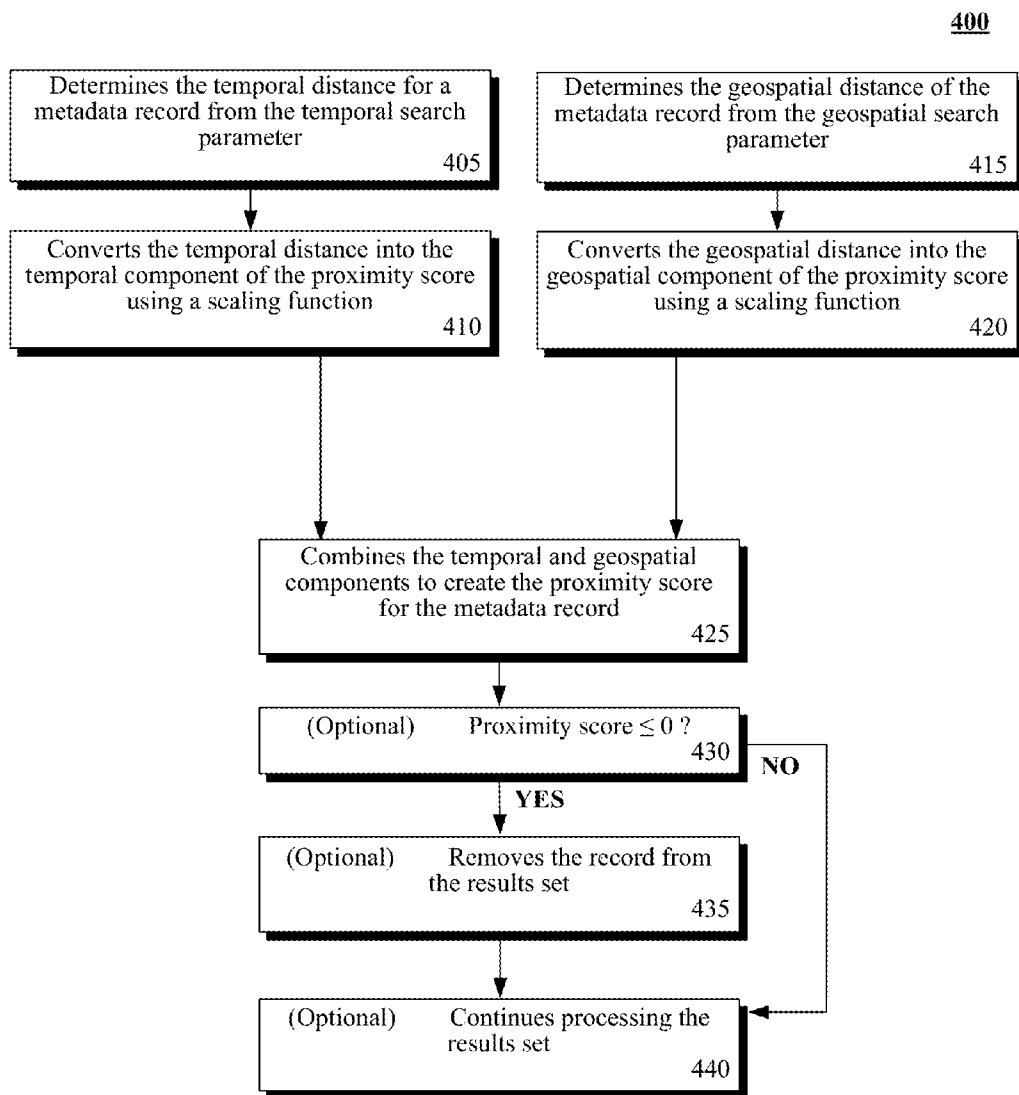 400
Determines the temporal distance for a
metadata record from the temporal search
parameter
405
Determines the geospatial distance of the
metadata record from the geospatial search
parameter
415
Converts the temporal distance into the
temporal component of the proximity score
using a scaling function
410
Converts the geospatial distance into the
geospatial component of the proximity score
using a scaling function
420
Combines the temporal and geospatial
components to create the proximity score
for the metadata record
425
(Optional) Proximity score ≤ 0 ?
430
NO
YES
(Optional) Removes the record from
the results set
435
(Optional) Continues processing the
results set
440